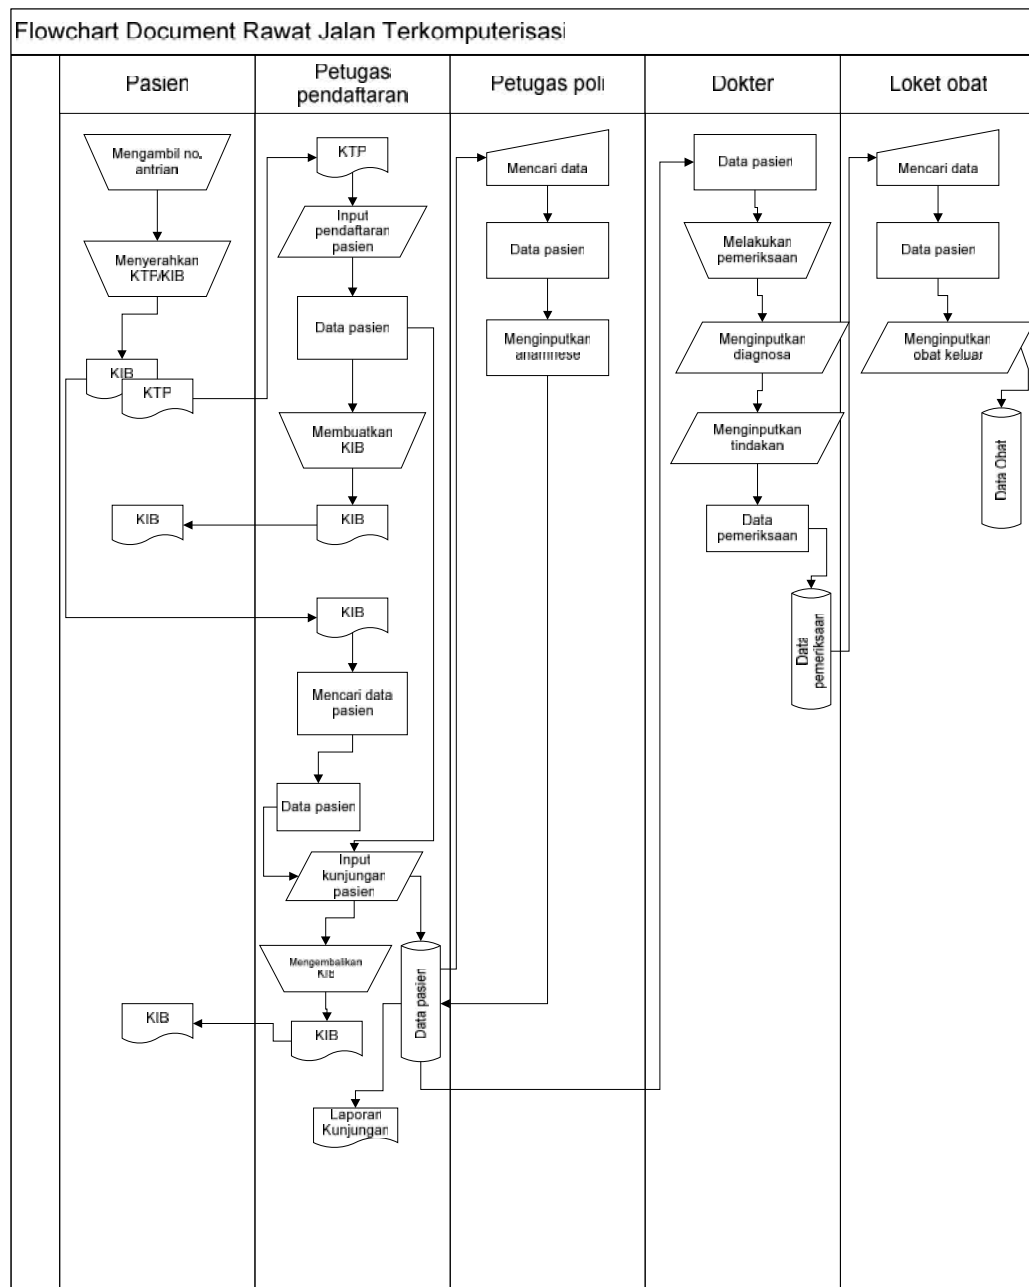 Flowchart Document Rawat Jalan Terkomputerisasi
Pasien
Petugas
pendaftaran
Petugas poli
Dokter
Loket obat
Mengambil no.
antrian
Menyerahkan
KTP/KIB
KIB
KTP
KIB
KIB
KTP
Input
pendaftaran
pasien
Data pasien
Membuatkan
KIB
KIB
KIB
Mencari data
pasien
Data pasien
Input
kunjungan
pasien
Mengembalikan
KIB
KIB
Data pasien
Laporan
Kunjungan
Mencari data
Data pasien
Menginputkan
anamnese
Data pasien
Melakukan
pemeriksaan
Menginputkan
diagnosa
Menginputkan
tindakan
Data
pemeriksaan
Data
pemeriksaan
Mencari data
Data pasien
Menginputkan
obat keluar
Data Obat